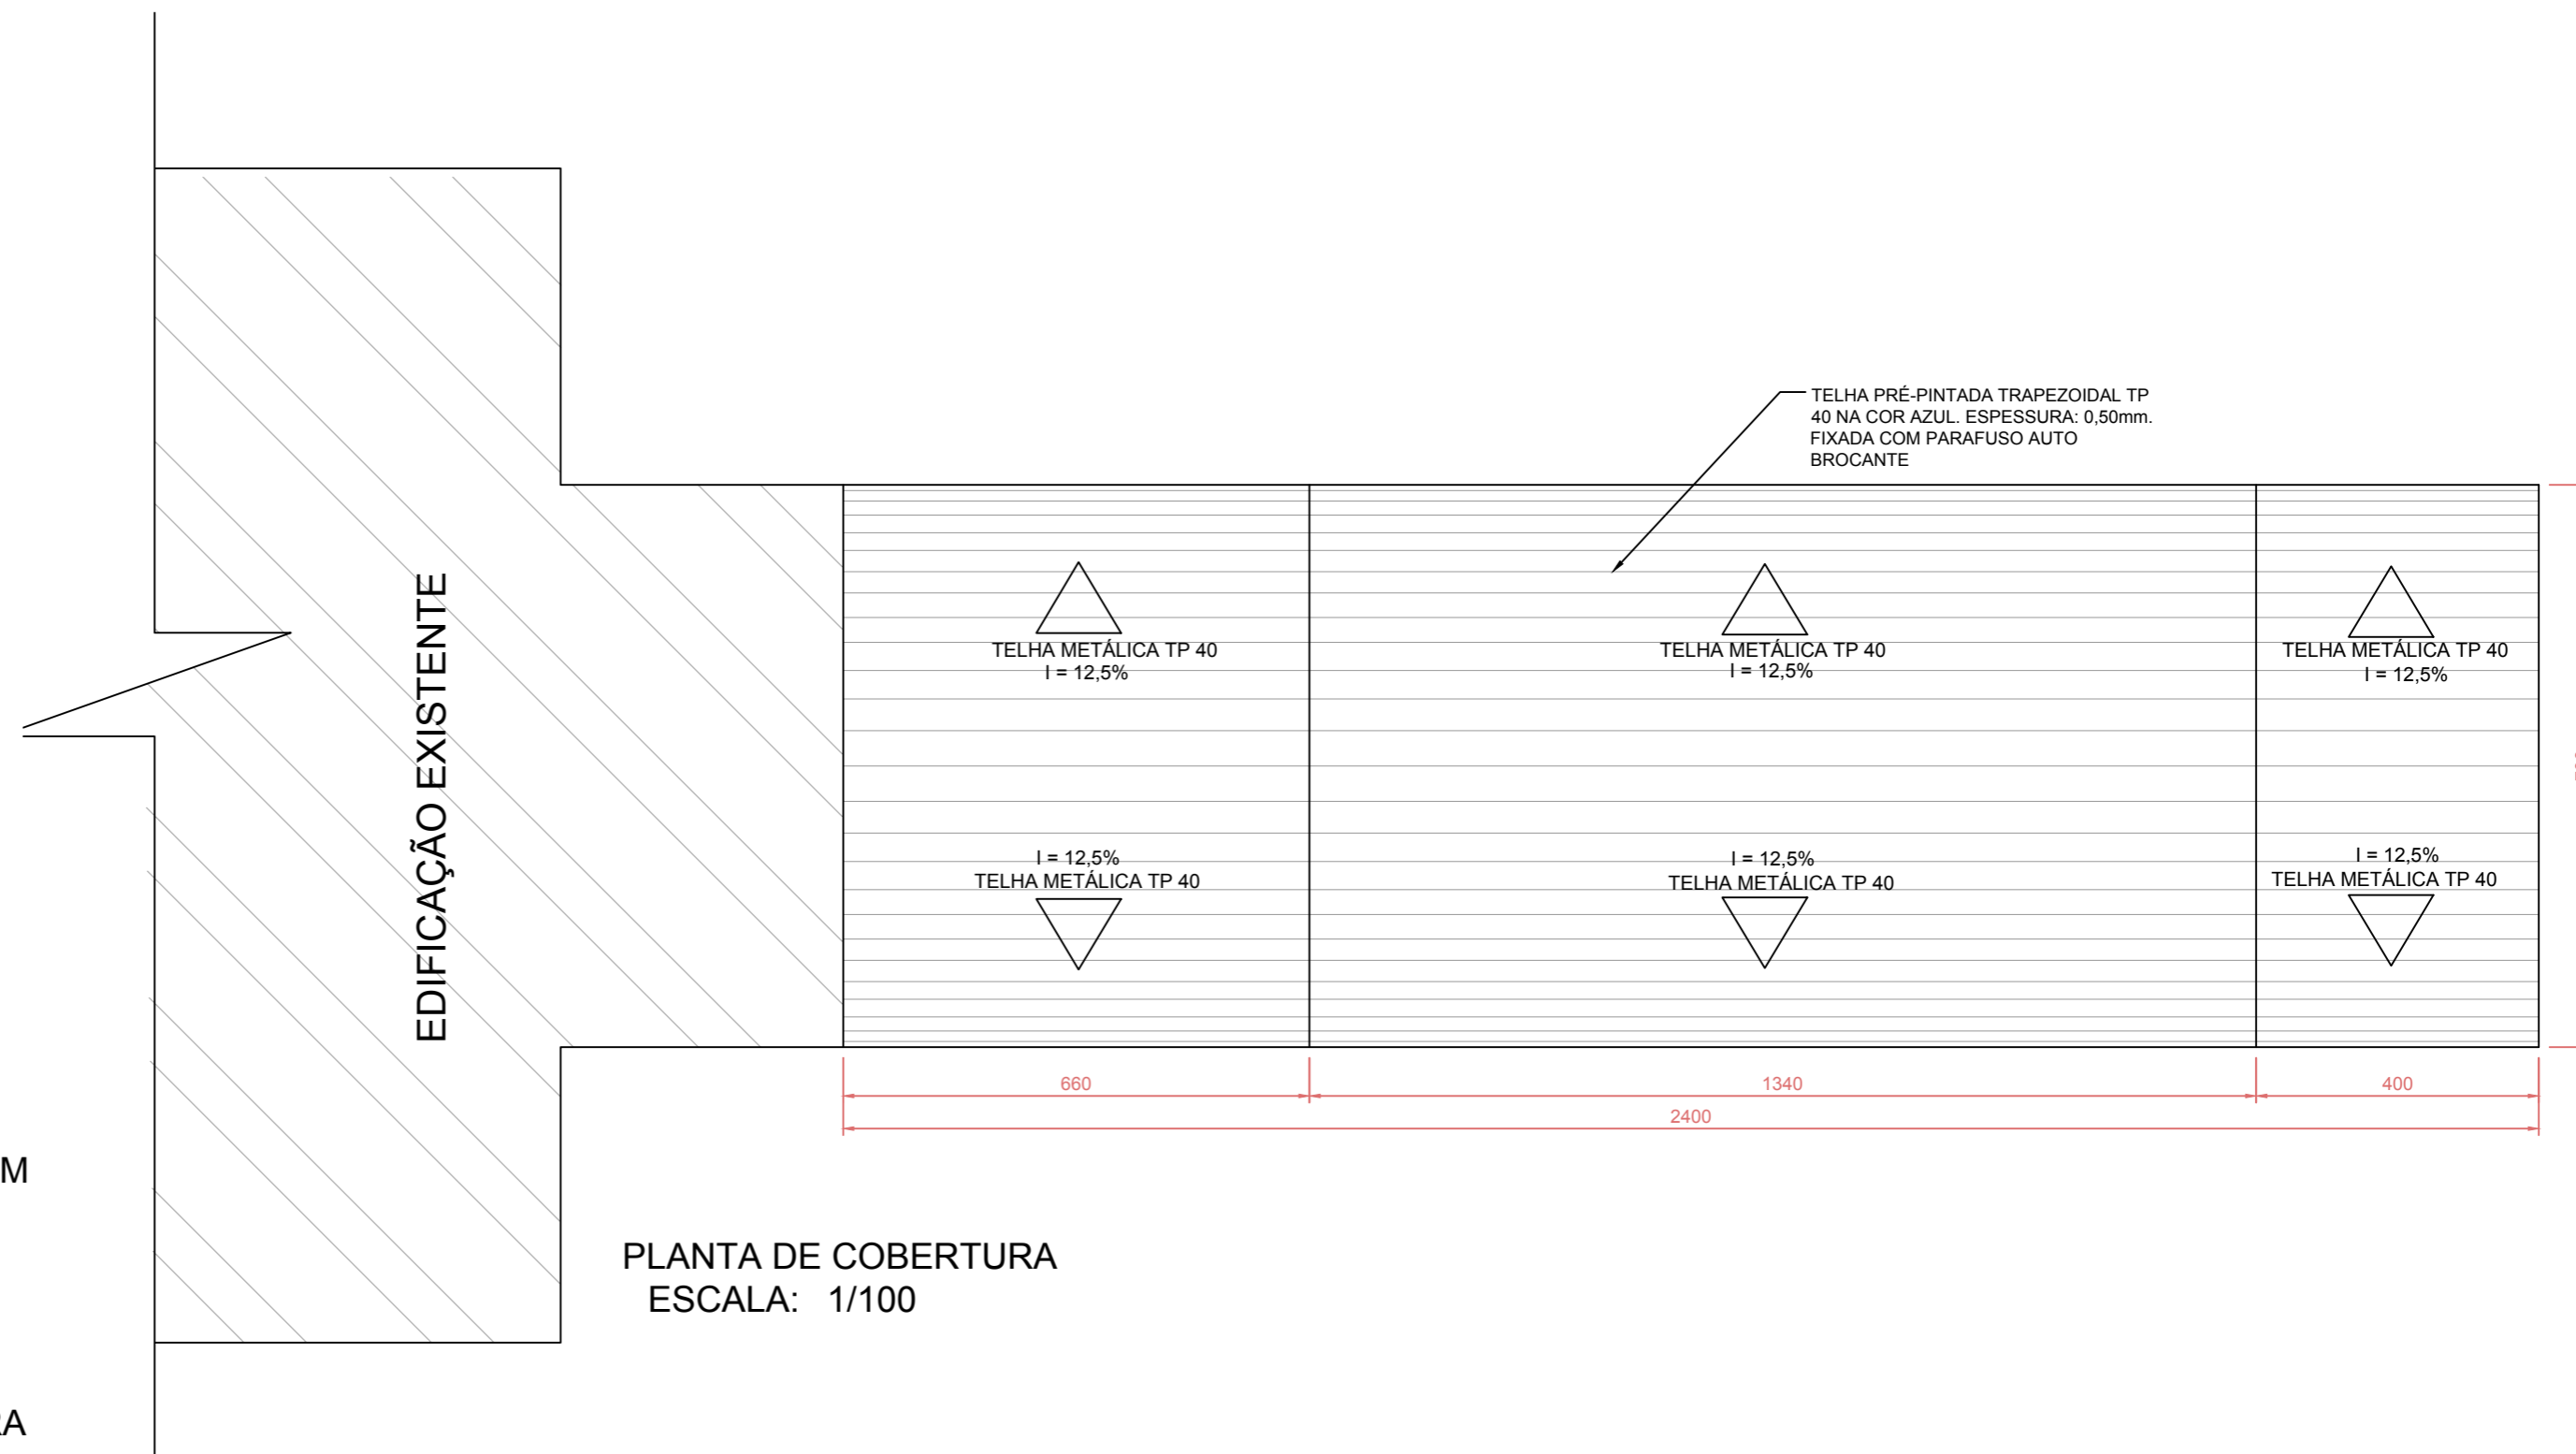 TELHA PRÉ-PINTADA TRAPEZOIDAL TP
40 NA COR AZUL. ESPESSURA: 0,50mm.
FIXADA COM PARAFUSO AUTO
BROCANTE
EDIFICAÇÃO EXISTENTE
TELHA METÁLICA TP 40
I = 12,5%
TELHA METÁLICA TP 40
I = 12,5%
TELHA METÁLICA TP 40
I = 12,5%
I = 12,5%
TELHA METÁLICA TP 40
I = 12,5%
TELHA METÁLICA TP 40
I = 12,5%
TELHA METÁLICA TP 40
660
1340
400
2400
M
PLANTA DE COBERTURA
ESCALA: 1/100
RA